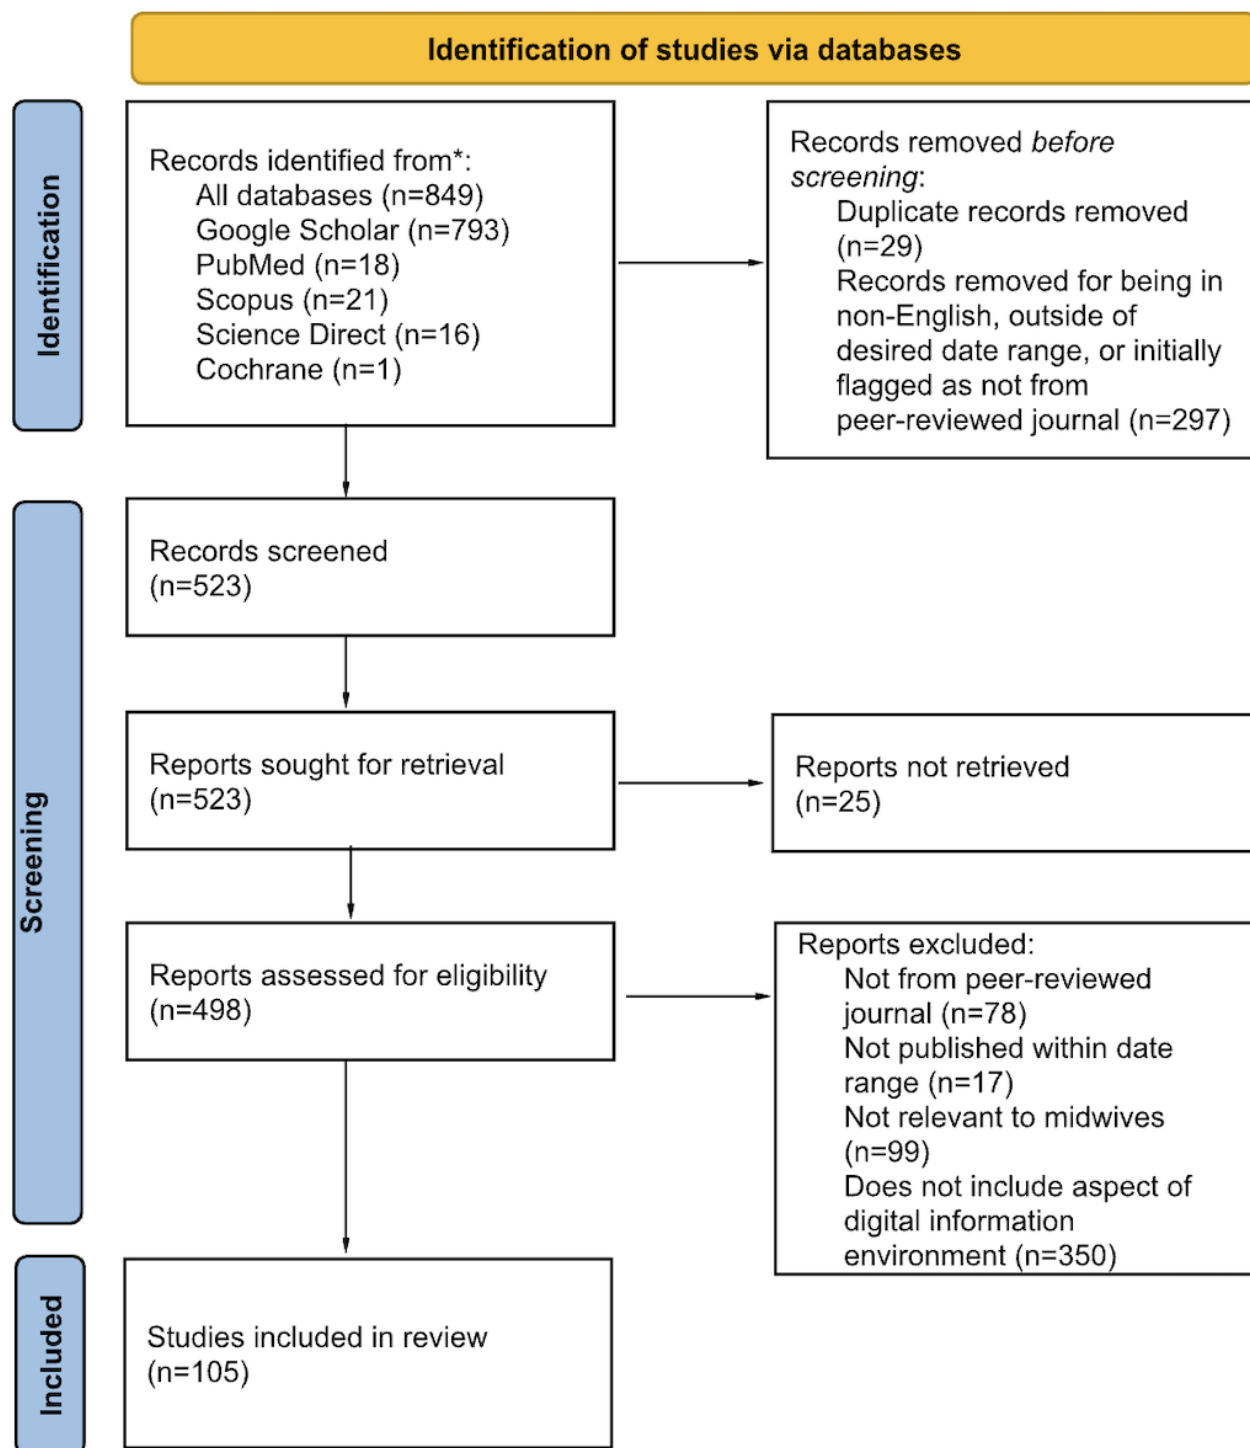 Identification of studies via databases
Identification
Records identified from*:
All databases (n=849)
Google Scholar (n=793)
PubMed (n=18)
Scopus (n=21)
Science Direct (n=16)
Cochrane (n=1)
Records removed before
screening:
Duplicate records removed
(n=29)
Records removed for being in
non-English, outside of
desired date range, or initially
flagged as not from
peer-reviewed journal (n=297)
Screening
Records screened
(n=523)
Reports sought for retrieval
(n=523)
Reports not retrieved
(n=25)
Reports assessed for eligibility
(n=498)
Reports excluded:
Not from peer-reviewed
journal (n=78)
Not published within date
range (n=17)
Not relevant to midwives
(n=99)
Does not include aspect of
digital information
environment (n=350)
Included
Studies included in review
(n=105)